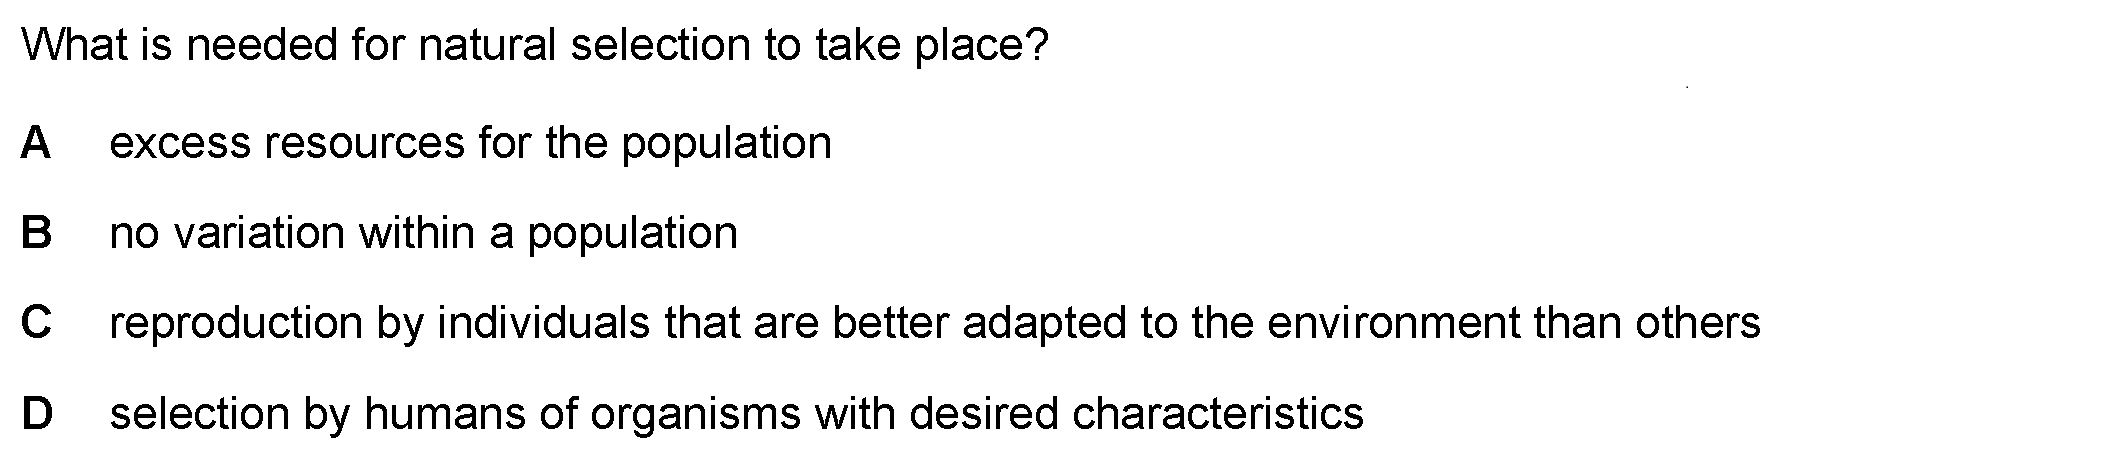 What is needed for natural selection to take place?
A excess resources for the population
B no variation within a population
C reproduction by individuals that are better adapted to the environment than others
D selection by humans of organisms with desired characteristics